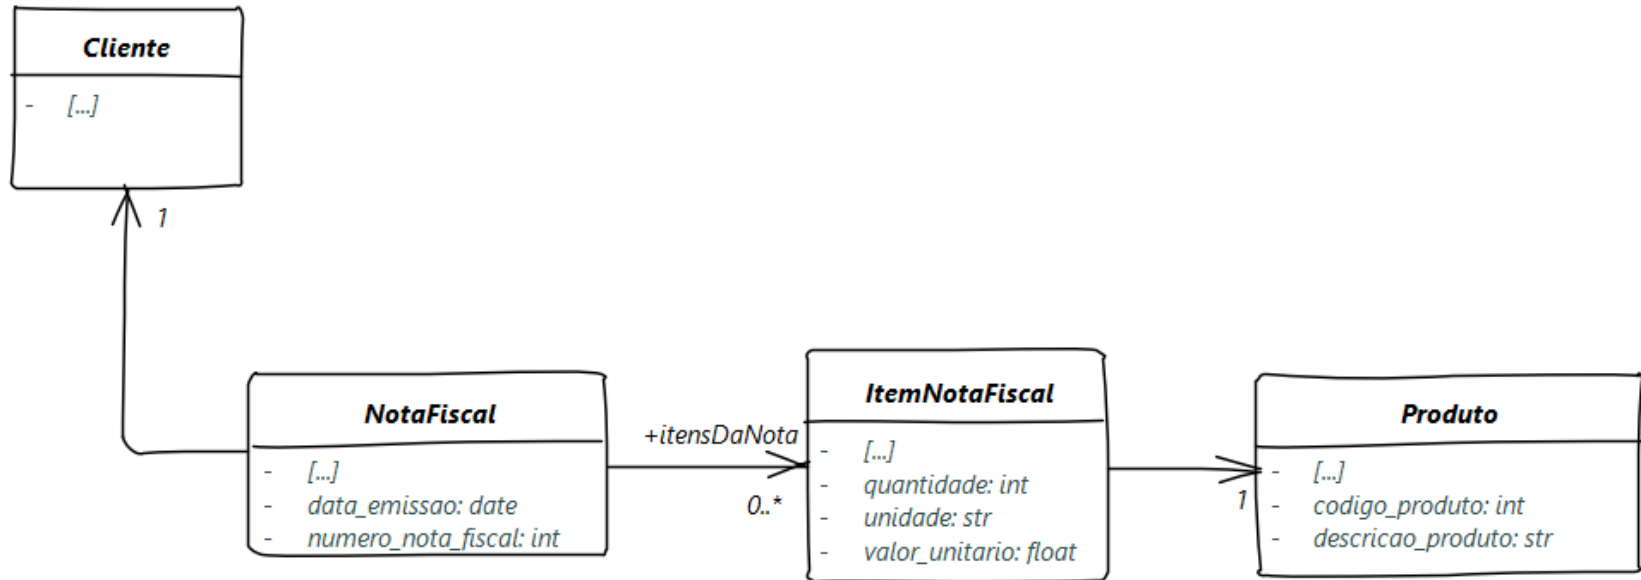 Cliente
- [...]
1
NotaFiscal
- [...]
- data_emissao: date
- numero_nota_fiscal: int
+itensDaNota
0..*
ItemNotaFiscal
- [...]
- quantidade: int
- unidade: str
- valor_unitario: float
1
Produto
- [...]
- codigo_produto: int
- descricao_produto: str